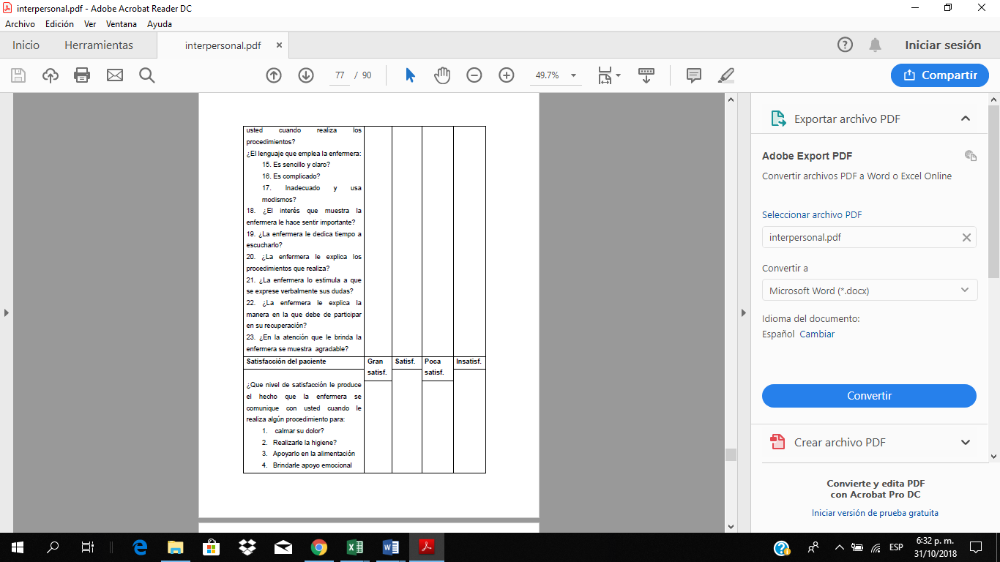 interpersonal.pdf - Adobe Acrobat Reader DC
Archivo Edición Ver Ventana Ayuda
Inicio Herramientas interpersonal.pdf × Iniciar sesión
77 / 90 49.7% Compartir
usted cuando realiza los
procedimientos?
¿El lenguaje que emplea la enfermera:
15. Es sencillo y claro?
16. Es complicado?
17. Inadecuado y usa
modismos?
18. ¿El interés que muestra la
enfermera le hace sentir importante?
19. ¿La enfermera le dedica tiempo a
escucharlo?
20. ¿La enfermera le explica los
procedimientos que realiza?
21. ¿La enfermera lo estimula a que
se exprese verbalmente sus dudas?
22. ¿La enfermera le explica la
manera en la que debe de participar
en su recuperación?
23. ¿En la atención que le brinda la
enfermera se muestra agradable?
Satisfacción del paciente Gran Satisf. Poca Insatisf.
satisf. satisf.
¿Que nivel de satisfacción le produce
el hecho que la enfermera se
comunique con usted cuando le
realiza algún procedimiento para:
1. calmar su dolor?
2. Realizarle la higiene?
3. Apoyarlo en la alimentación
4. Brindarle apoyo emocional
Exportar archivo PDF
Adobe Export PDF
Convertir archivos PDF a Word o Excel Online
Seleccionar archivo PDF
interpersonal.pdf
Convertir a
Microsoft Word (*.docx)
Idioma del documento:
Español Cambiar
Convertir
Crear archivo PDF
Convierte y edita PDF
con Acrobat Pro DC
Iniciar versión de prueba gratuita
ESP
6:32 p. m.
31/10/2018